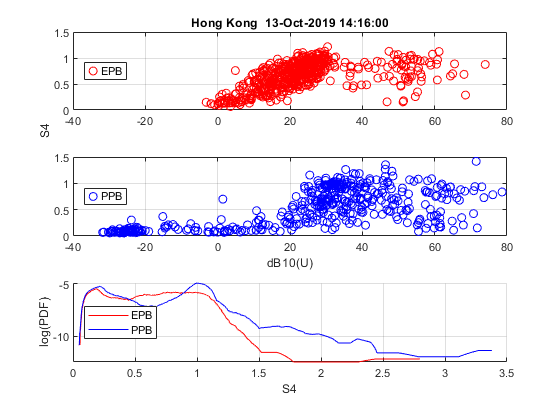 Hong Kong 13-Oct-2019 14:16:00
1.5
1
0.5
0
EPB
S4
-40 -20 0 20 40 60 80
1.5
1
0.5
0
PPB
-40 -20 0 20 40 60 80
dB10(U)
-5
-10
log(PDF)
EPB
PPB
0 0.5 1 1.5 2 2.5 3 3.5
S4